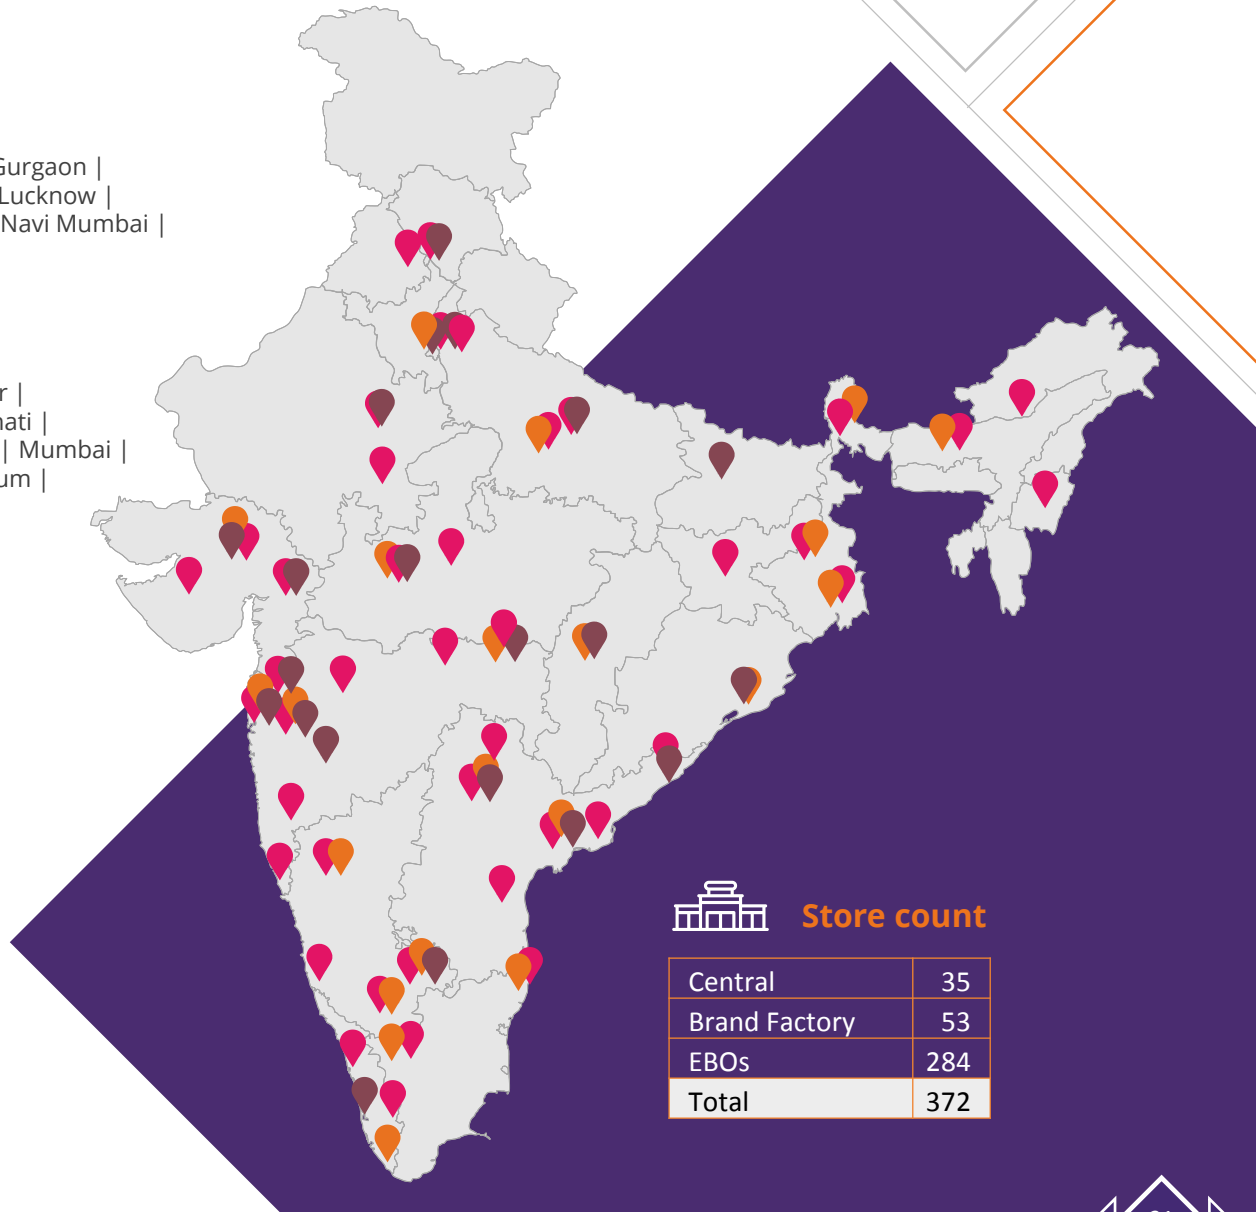 Gurgaon |
Lucknow |
Navi Mumbai |
r |
ati |
| Mumbai |
um |
Store count
Central 35
Brand Factory 53
EBOs 284
Total 372